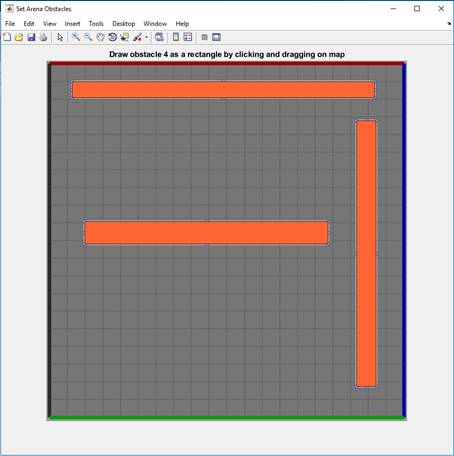 Set Arena Obstacles
File Edit View Insert Tools Desktop Window Help
Draw obstacle 4 as a rectangle by clicking and dragging on map